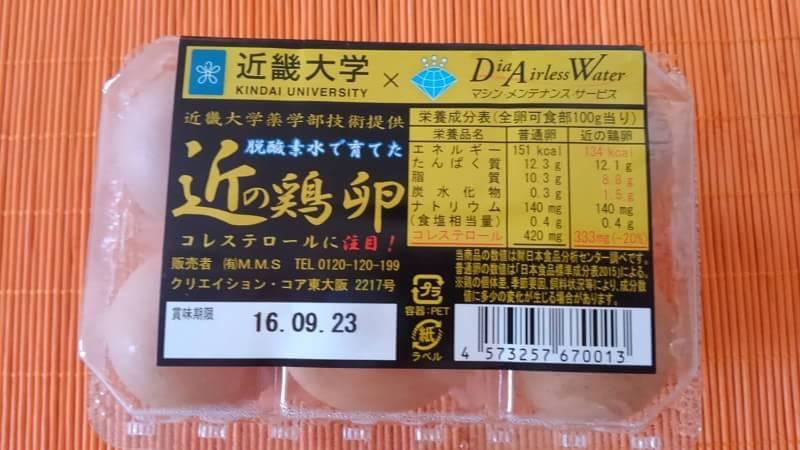 近畿大学
KINDAI UNIVERSITY
×
DiaAirlessWater
マシン・メンテナンス・サービス
近畿大学薬学部技術提供
脱酸素水で育てた
近の鶏卵
コレステロールに注目！
販売者 ㈲M.M.S TEL 0120-120-199
クリエイション・コア東大阪 2217号
賞味期限
16.09.23
栄養成分表(全卵可食部100g当り)
栄養品名 普通卵 近の鶏卵
エネルギー 151 kcal 134 kcal
たんぱく質 12.3 g 12.1 g
脂質 10.3 g 8.8 g
炭水化物 0.3 g 1.5 g
ナトリウム 140 mg 140 mg
(食塩相当量) 0.4 g 0.4 g
コレステロール 420 mg 333mg(-20%)
当商品の数値は㈶日本食品分析センター調べです。
普通卵の数値は「日本食品標準成分表2015」による。
※鶏の個体差、季節要因、飼料状況等により、成分数
値に多少の変化が生じる場合があります。
プラ
容器:PET
紙
ラベル
4 573257 670013